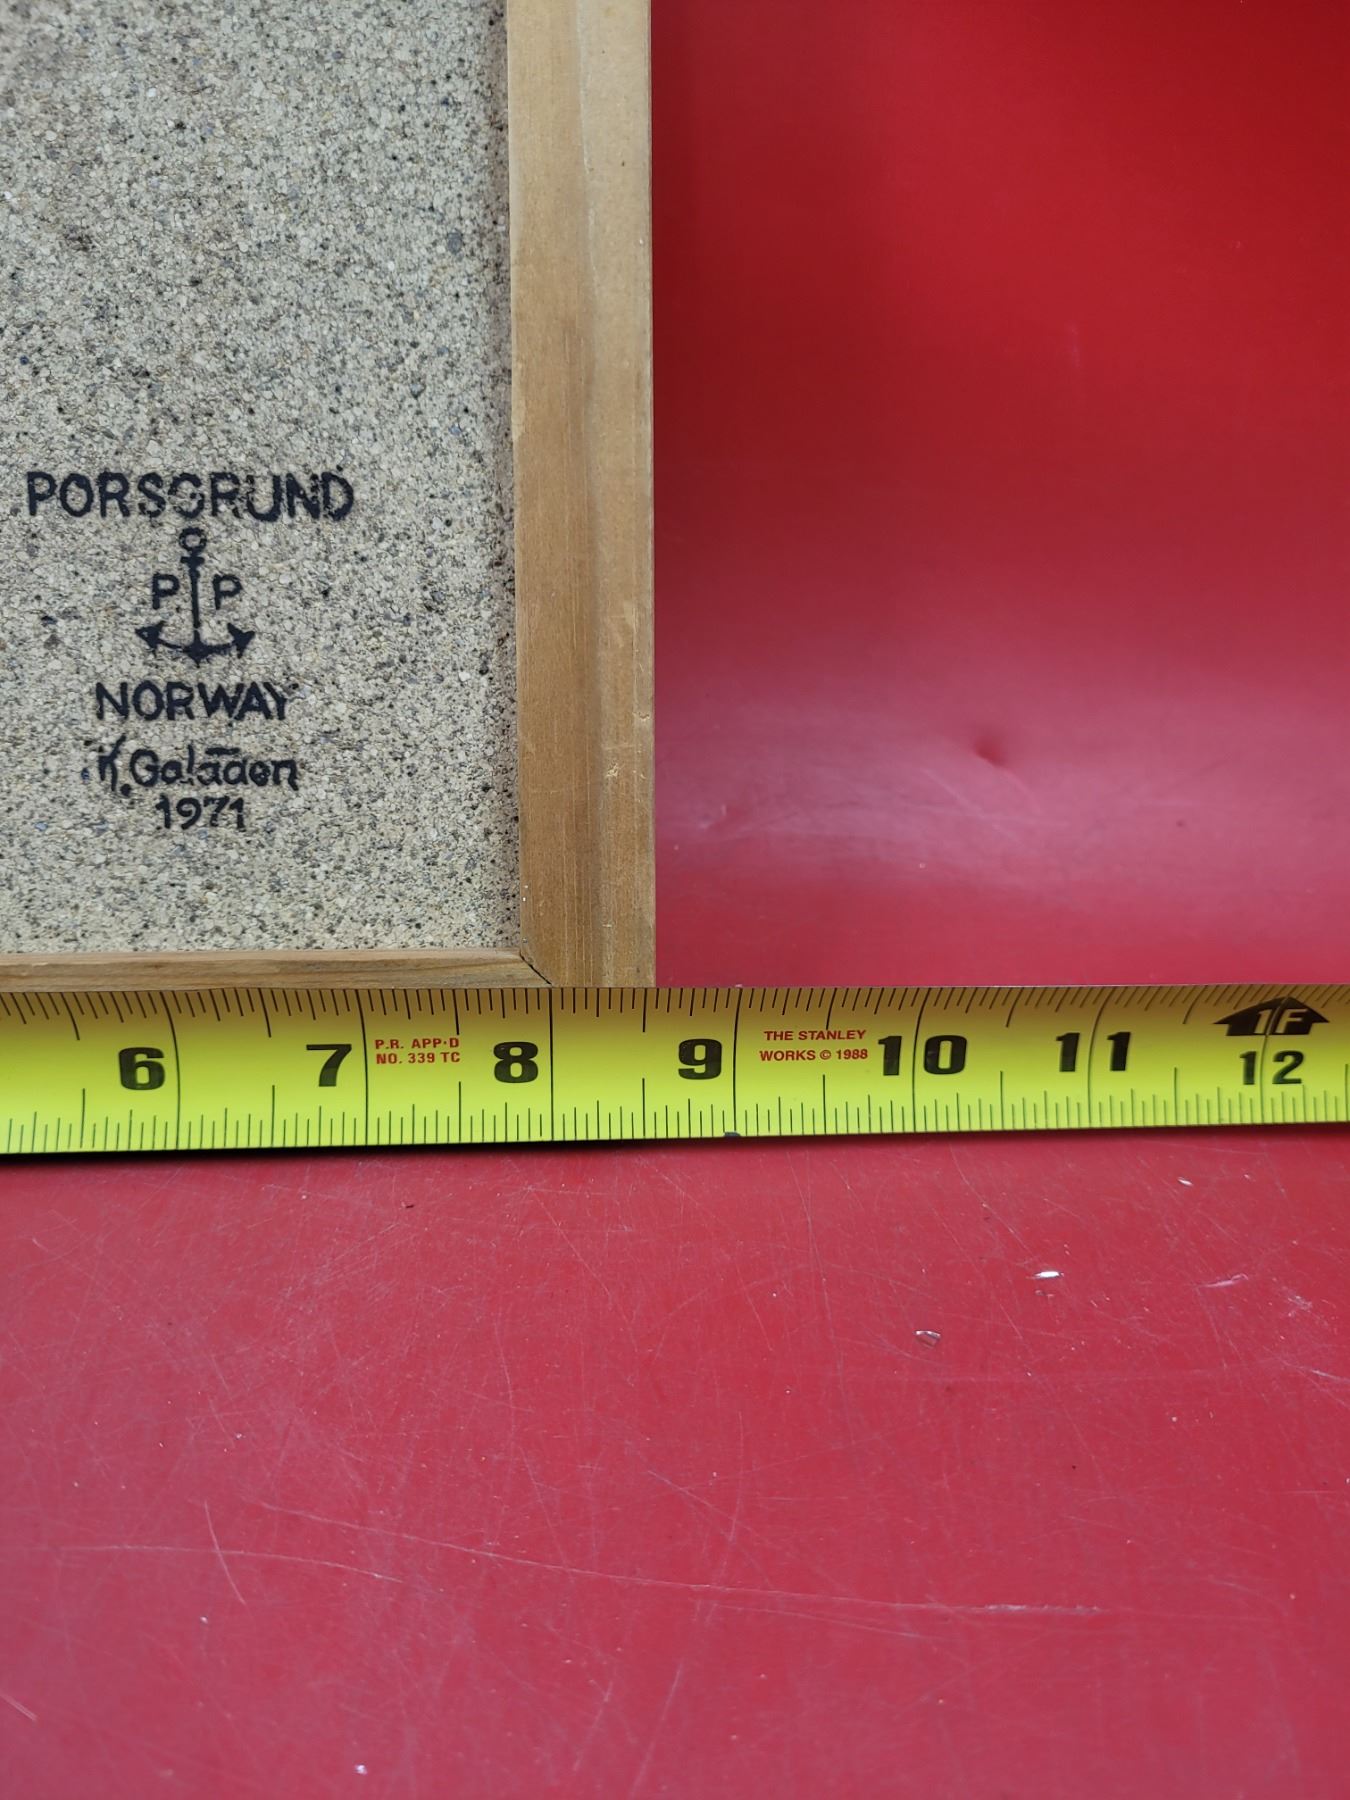 PORSGRUND
P P
NORWAY
K. Galāāen
1971
6 7 P.R. APP·D 8 9 THE STANLEY 10 11 1F
NO. 339 TC WORKS © 1988 12